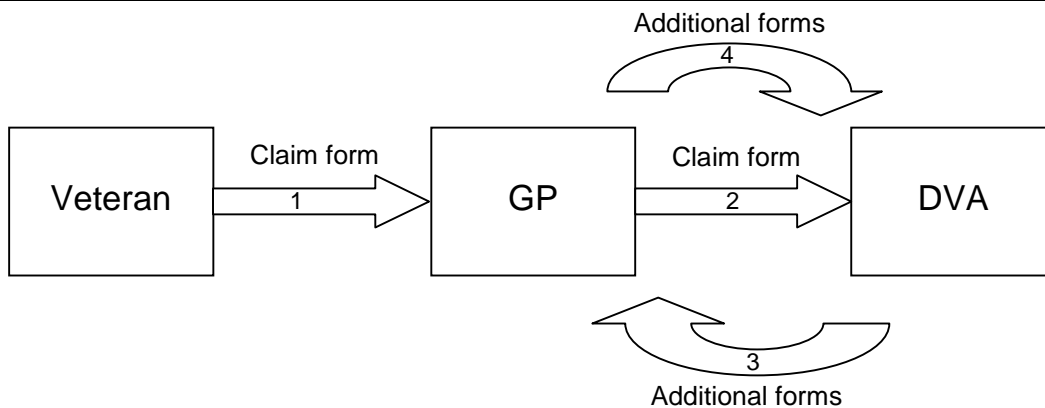 Additional forms
4
Claim form
Claim form
Veteran
1
GP
2
DVA
3
Additional forms